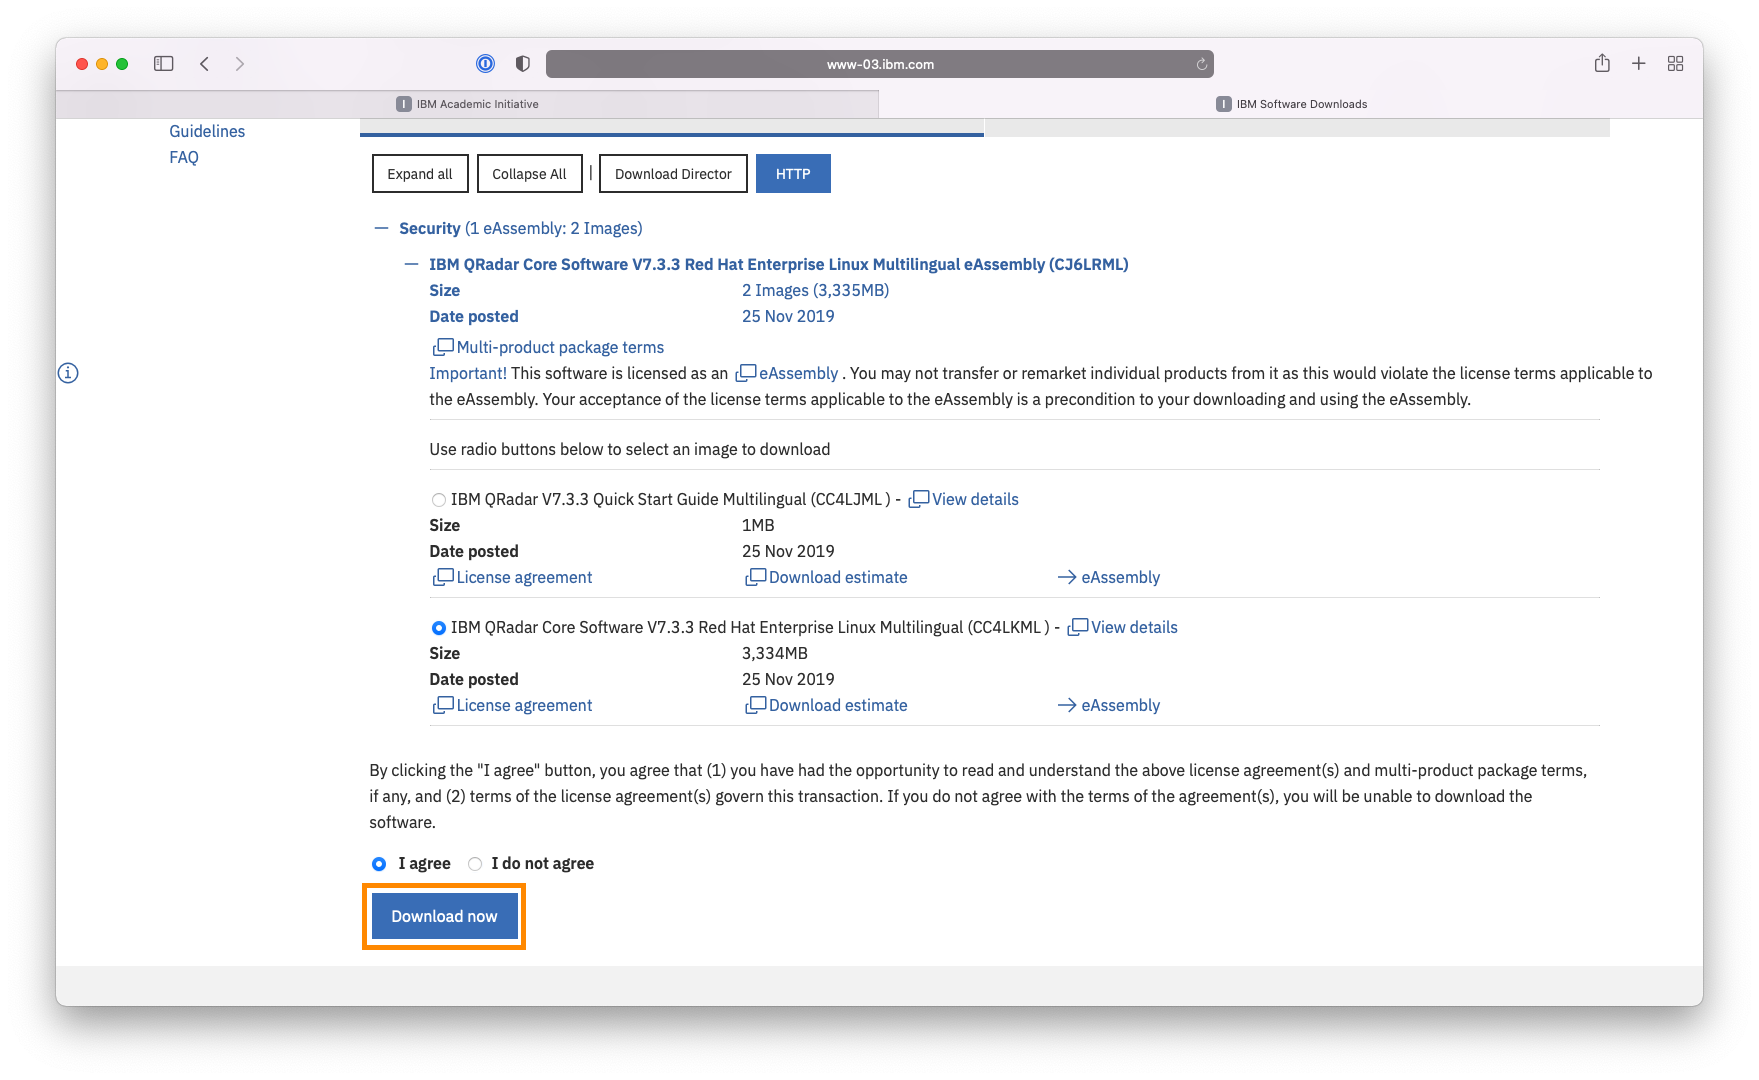 www-03.ibm.com
IBM Academic Initiative
IBM Software Downloads
Guidelines
FAQ
Expand all Collapse All | Download Director HTTP
Security (1 eAssembly: 2 Images)
IBM QRadar Core Software V7.3.3 Red Hat Enterprise Linux Multilingual eAssembly (CJ6LRML)
Size 2 Images (3,335MB)
Date posted 25 Nov 2019
Multi-product package terms
Important! This software is licensed as an eAssembly . You may not transfer or remarket individual products from it as this would violate the license terms applicable to
the eAssembly. Your acceptance of the license terms applicable to the eAssembly is a precondition to your downloading and using the eAssembly.
Use radio buttons below to select an image to download
IBM QRadar V7.3.3 Quick Start Guide Multilingual (CC4LJML ) - View details
Size 1MB
Date posted 25 Nov 2019
License agreement Download estimate eAssembly
IBM QRadar Core Software V7.3.3 Red Hat Enterprise Linux Multilingual (CC4LKML ) - View details
Size 3,334MB
Date posted 25 Nov 2019
License agreement Download estimate eAssembly
By clicking the "I agree" button, you agree that (1) you have had the opportunity to read and understand the above license agreement(s) and multi-product package terms,
if any, and (2) terms of the license agreement(s) govern this transaction. If you do not agree with the terms of the agreement(s), you will be unable to download the
software.
I agree I do not agree
Download now